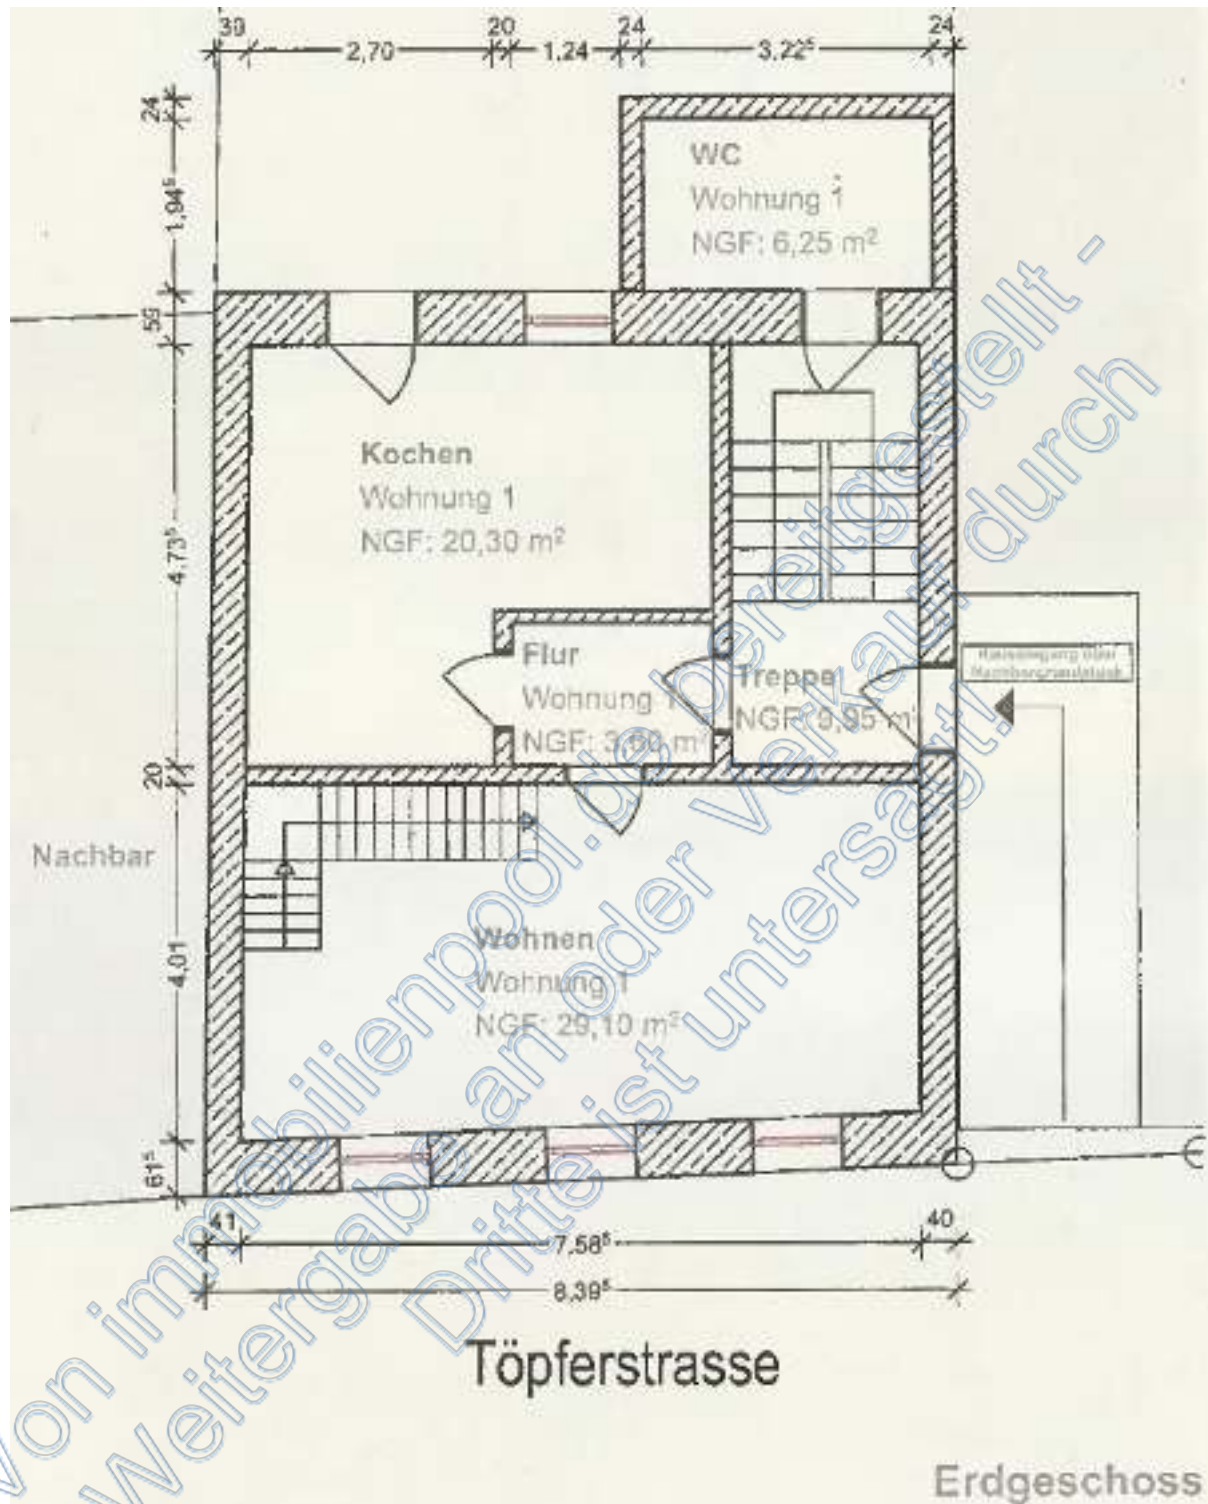 39
20
24
24
2,70
1,24
3,22⁵
24
1,94⁵
59
4,73⁵
20
4,01
61⁵
WC
Wohnung 1
NGF: 6,25 m²
Kochen
Wohnung 1
NGF: 20,30 m²
Flur
Wohnung 1
NGF: 3,60 m²
Treppe
NGF: 9,95 m²
Hauseingang über
Nachbargrundstück
Nachbar
Wohnen
Wohnung 1
NGF: 29,10 m²
41
40
7,58⁵
8,39⁵
Töpferstrasse
Erdgeschoss
von immobilienpool.de bereitgestellt -
Weitergabe an oder Verkauf durch
Dritte ist untersagt!